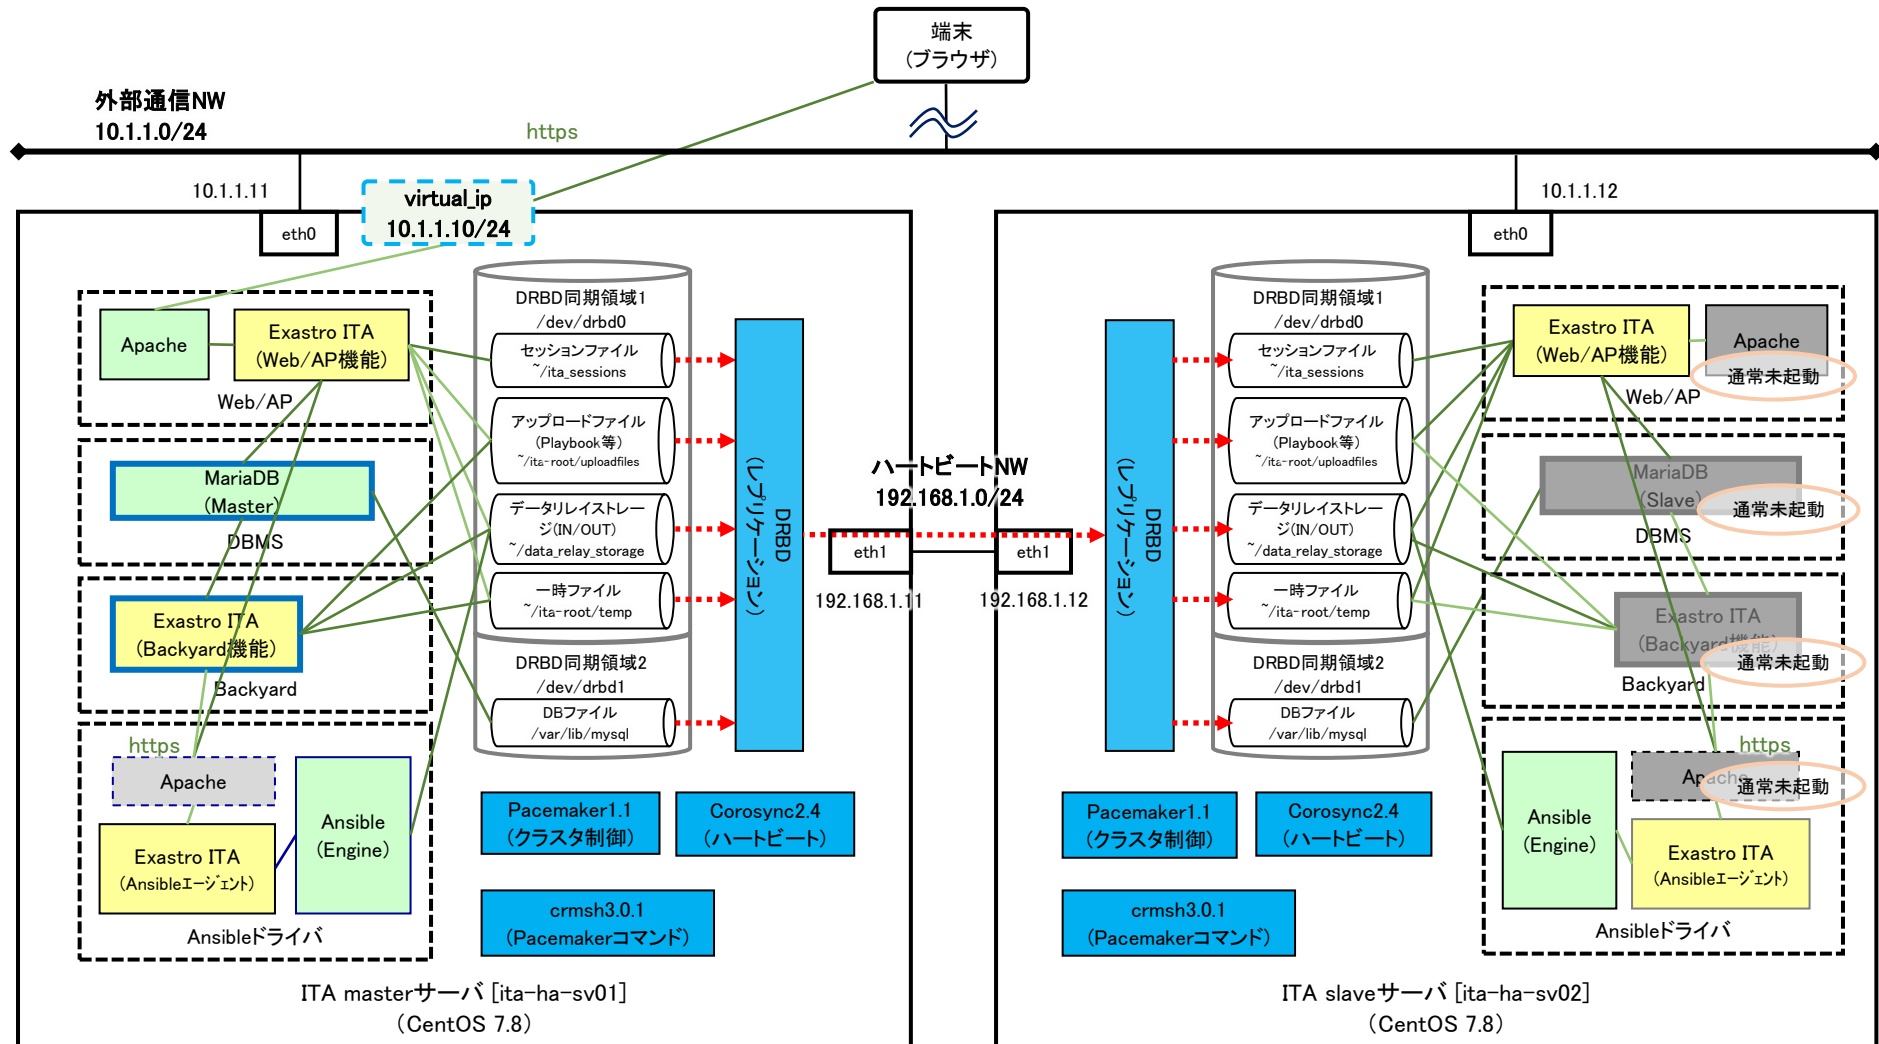 端末
(ブラウザ)
外部通信NW
10.1.1.0/24
https
10.1.1.11
virtual_ip
10.1.1.10/24
10.1.1.12
eth0
eth0
Apache
Exastro ITA
(Web/AP機能)
Web/AP
MariaDB
(Master)
DBMS
Exastro ITA
(Backyard機能)
Backyard
https
Apache
Exastro ITA
(Ansibleエージェント)
Ansible
(Engine)
Ansibleドライバ
DRBD同期領域1
/dev/drbd0
セッションファイル
~/ita_sessions
アップロードファイル
(Playbook等)
~/ita-root/uploadfiles
データリレイストレー
ジ(IN/OUT)
~/data_relay_storage
一時ファイル
~/ita-root/temp
DRBD同期領域2
/dev/drbd1
DBファイル
/var/lib/mysql
DRBD
(レプリケーション)
Pacemaker1.1
(クラスタ制御)
Corosync2.4
(ハートビート)
crmsh3.0.1
(Pacemakerコマンド)
ITA masterサーバ [ita-ha-sv01]
(CentOS 7.8)
ハートビートNW
192.168.1.0/24
eth1
eth1
192.168.1.11
192.168.1.12
DRBD
(レプリケーション)
DRBD同期領域1
/dev/drbd0
セッションファイル
~/ita_sessions
アップロードファイル
(Playbook等)
~/ita-root/uploadfiles
データリレイストレー
ジ(IN/OUT)
~/data_relay_storage
一時ファイル
~/ita-root/temp
DRBD同期領域2
/dev/drbd1
DBファイル
/var/lib/mysql
Pacemaker1.1
(クラスタ制御)
Corosync2.4
(ハートビート)
crmsh3.0.1
(Pacemakerコマンド)
Exastro ITA
(Web/AP機能)
Apache
通常未起動
Web/AP
MariaDB
(Slave)
通常未起動
DBMS
Exastro ITA
(Backyard機能)
通常未起動
Backyard
https
Apache
通常未起動
Ansible
(Engine)
Exastro ITA
(Ansibleエージェント)
Ansibleドライバ
ITA slaveサーバ [ita-ha-sv02]
(CentOS 7.8)